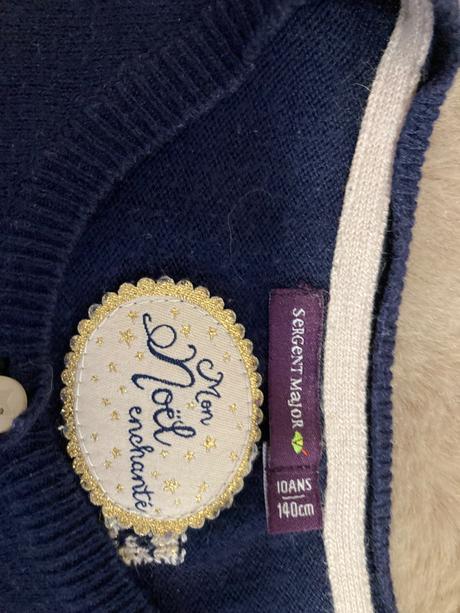 Mon
Noël
enchanté
SeRGeNT MaJoR
10ANS
140cm